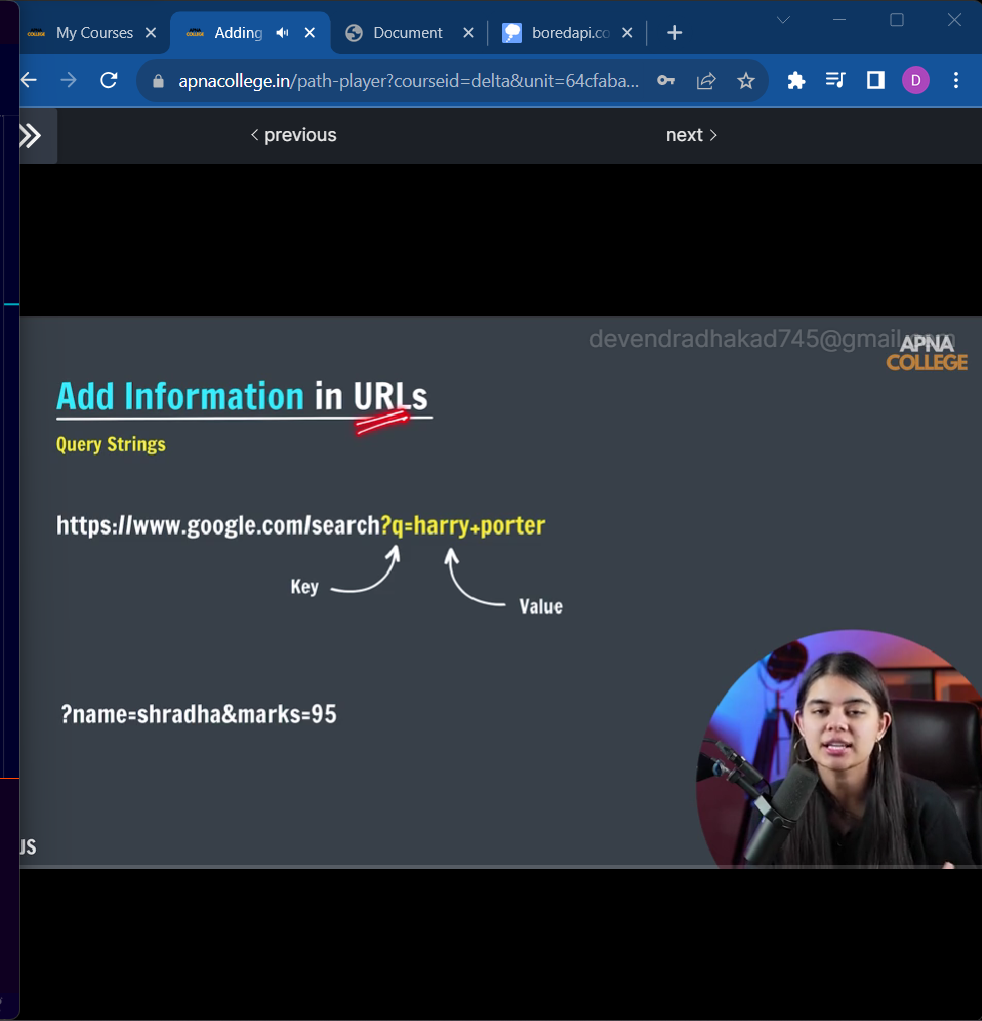 My Courses
Adding
Document
boredapi.co
apnacollege.in/path-player?courseid=delta&unit=64cfaba...
D
< previous
next >
devendradhakad745@gmail.com
APNA
COLLEGE
Add Information in URLs
Query Strings
https://www.google.com/search?q=harry+porter
Key
Value
?name=shradha&marks=95
JS